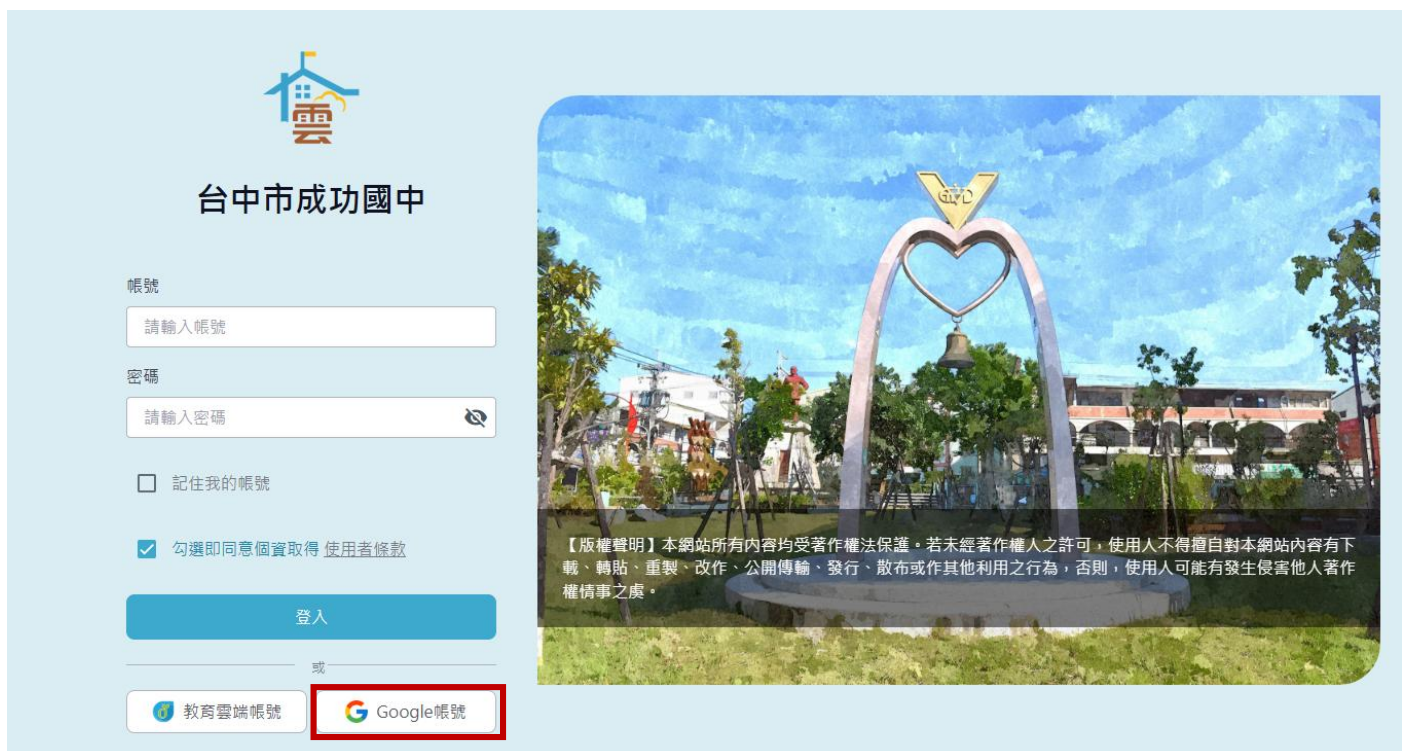 雲
台中市成功國中
帳號
請輸入帳號
密碼
請輸入密碼
記住我的帳號
勾選即同意個資取得 使用者條款
登入
或
教育雲端帳號
Google帳號
【版權聲明】本網站所有內容均受著作權法保護。若未經著作權人之許可，使用人不得擅自對本網站內容有下
載、轉貼、重製、改作、公開傳輸、發行、散布或作其他利用之行為，否則，使用人可能有發生侵害他人著作
權情事之虞。